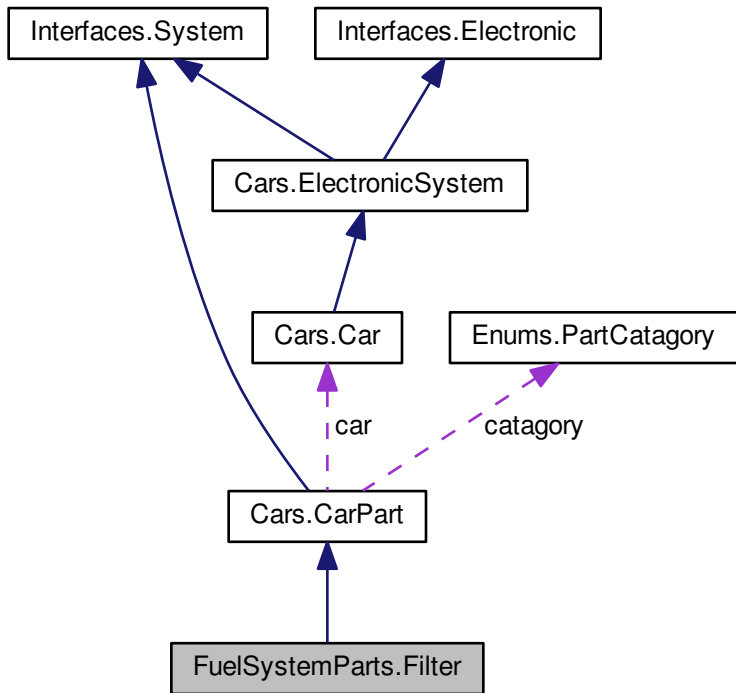 Interfaces.System
Interfaces.Electronic
Cars.ElectronicSystem
Cars.Car
Enums.PartCatagory
car
catagory
Cars.CarPart
FuelSystemParts.Filter